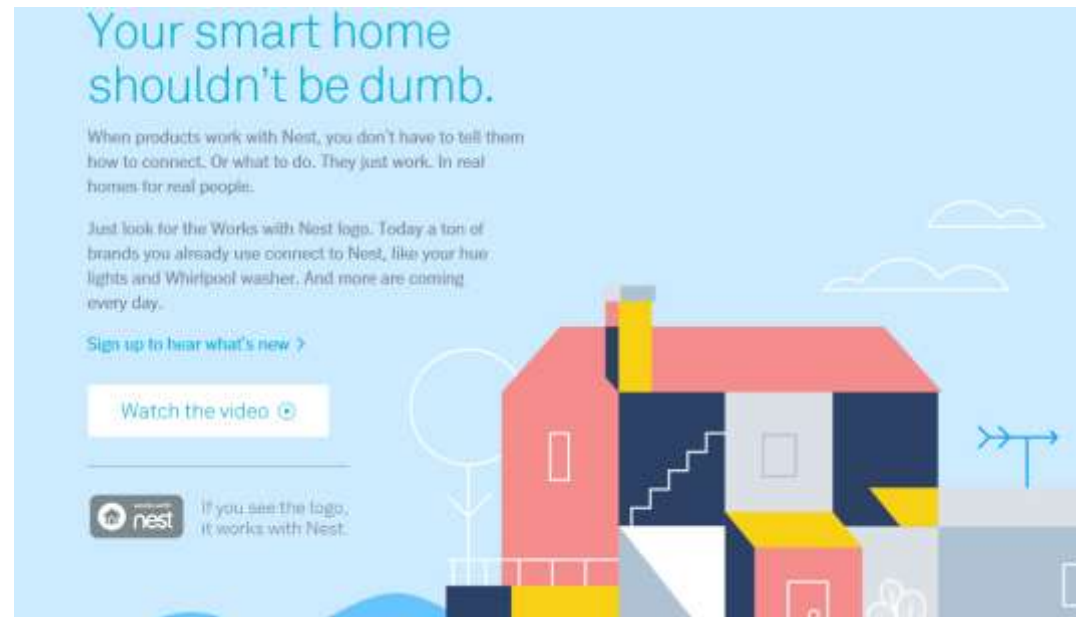 Your smart home
shouldn't be dumb.
When products work with Nest, you don't have to tell them
how to connect. Or what to do. They just work. In real
homes for real people.
Just look for the Works with Nest logo. Today a ton of
brands you already use connect to Nest, like your hue
lights and Whirlpool washer. And more are coming
every day.
Sign up to hear what's new >
Watch the video
nest
If you see the logo,
it works with Nest.